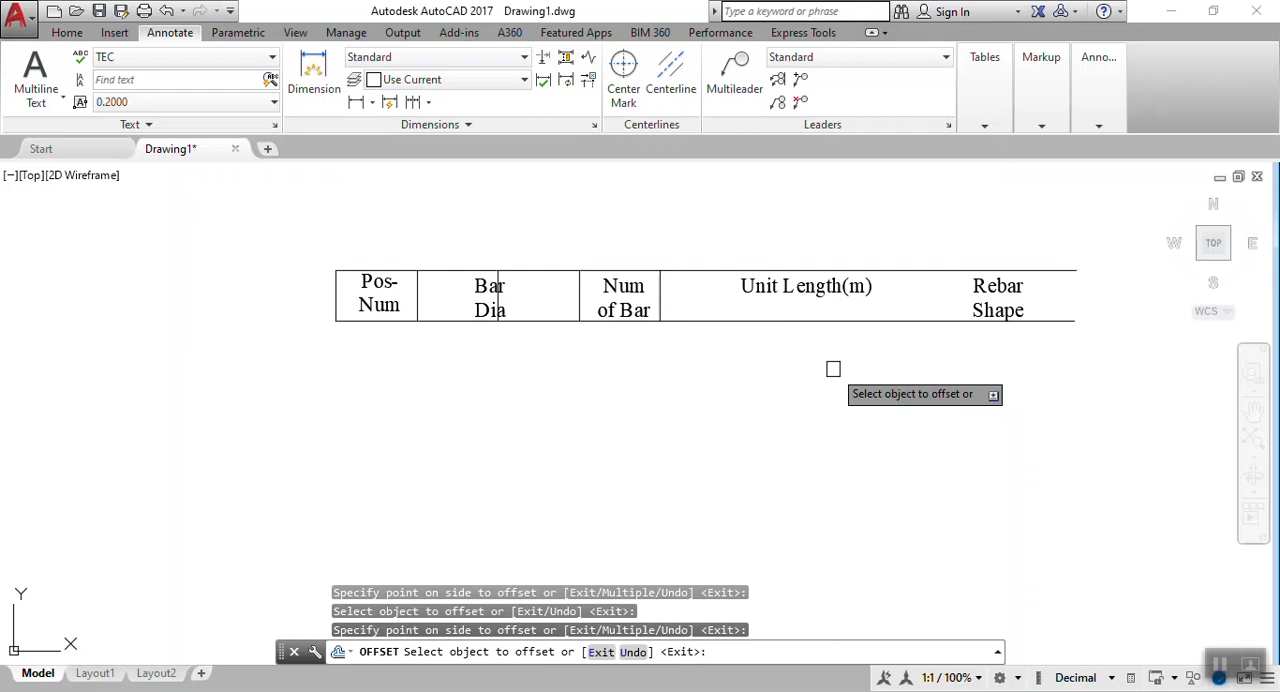 Autodesk AutoCAD 2017 Drawing1.dwg
Type a keyword or phrase
Sign In
Home Insert Annotate Parametric View Manage Output Add-ins A360 Featured Apps BIM 360 Performance Express Tools
Multiline
Text
TEC
Find text
0.2000
Dimension
Standard
Use Current
Center
Mark
Centerline
Multileader
Standard
Tables
Markup
Anno...
Text
Dimensions
Centerlines
Leaders
Start
Drawing1*
[−][Top][2D Wireframe]
N
W
TOP
E
S
WCS
Pos-
Num
Bar
Dia
Num
of Bar
Unit Length(m)
Rebar
Shape
Select object to offset or
Specify point on side to offset or [Exit/Multiple/Undo] <Exit>:
Select object to offset or [Exit/Undo] <Exit>:
Specify point on side to offset or [Exit/Multiple/Undo] <Exit>:
OFFSET Select object to offset or [Exit Undo] <Exit>:
Y
X
Model
Layout1
Layout2
1:1 / 100%
Decimal